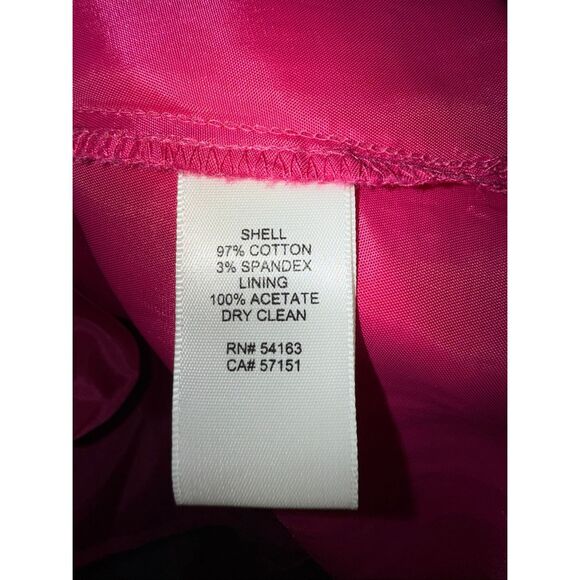 SHELL
97% COTTON
3% SPANDEX
LINING
100% ACETATE
DRY CLEAN
RN# 54163
CA# 57151